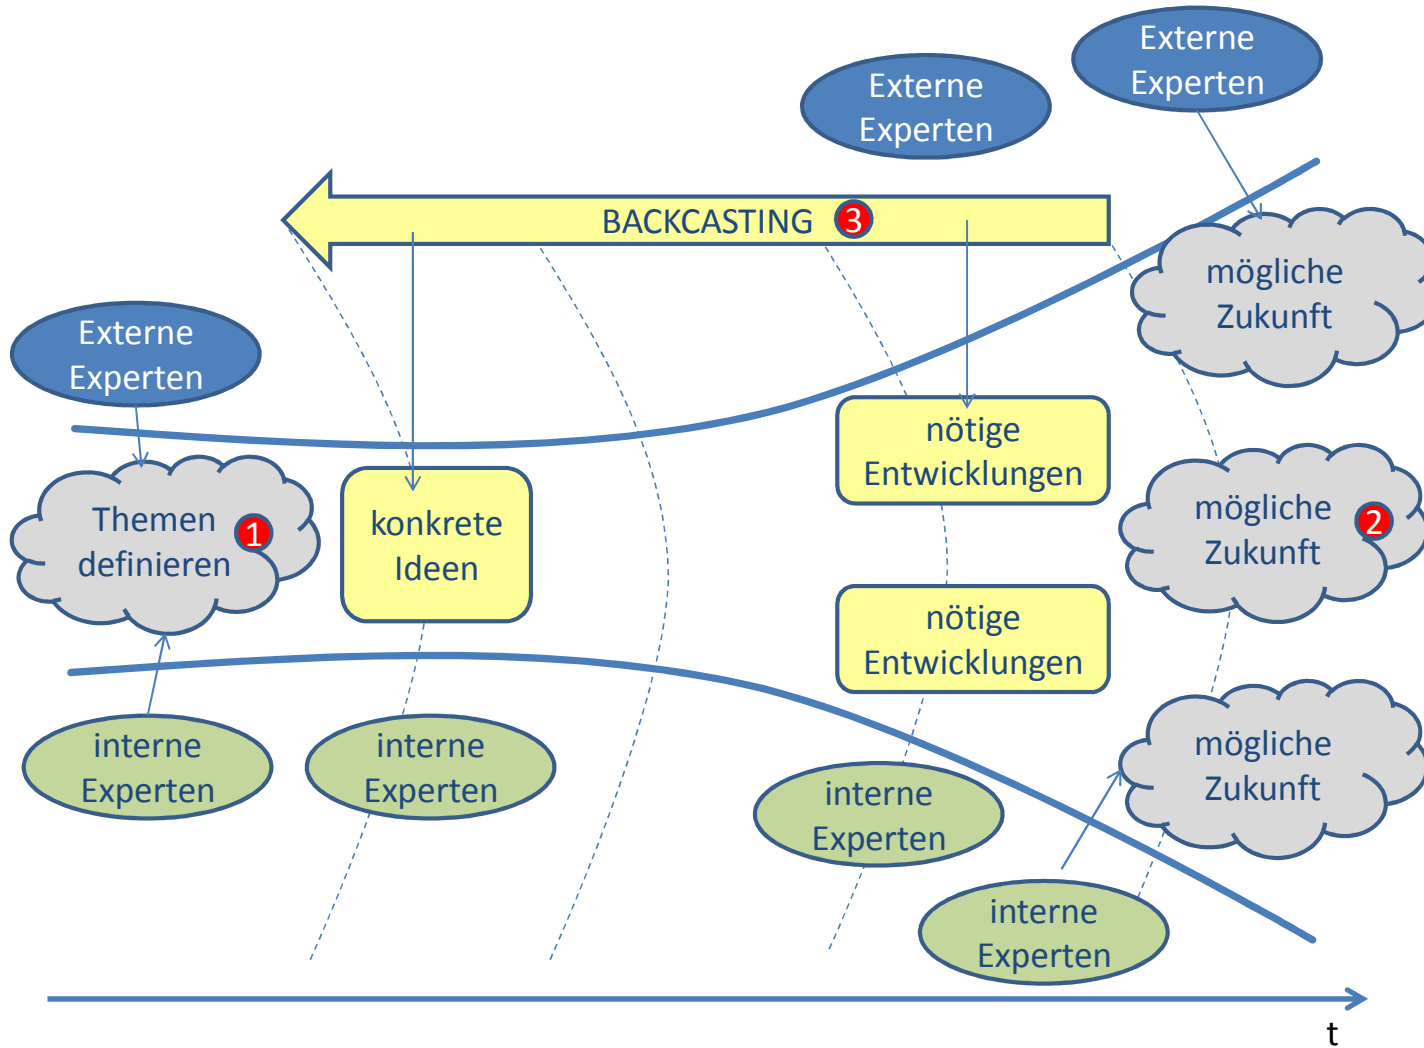 Externe
Experten
Externe
Experten
BACKCASTING 3
mögliche
Zukunft
Externe
Experten
nötige
Entwicklungen
Themen
definieren 1
konkrete
Ideen
mögliche
Zukunft 2
nötige
Entwicklungen
interne
Experten
interne
Experten
mögliche
Zukunft
interne
Experten
interne
Experten
t